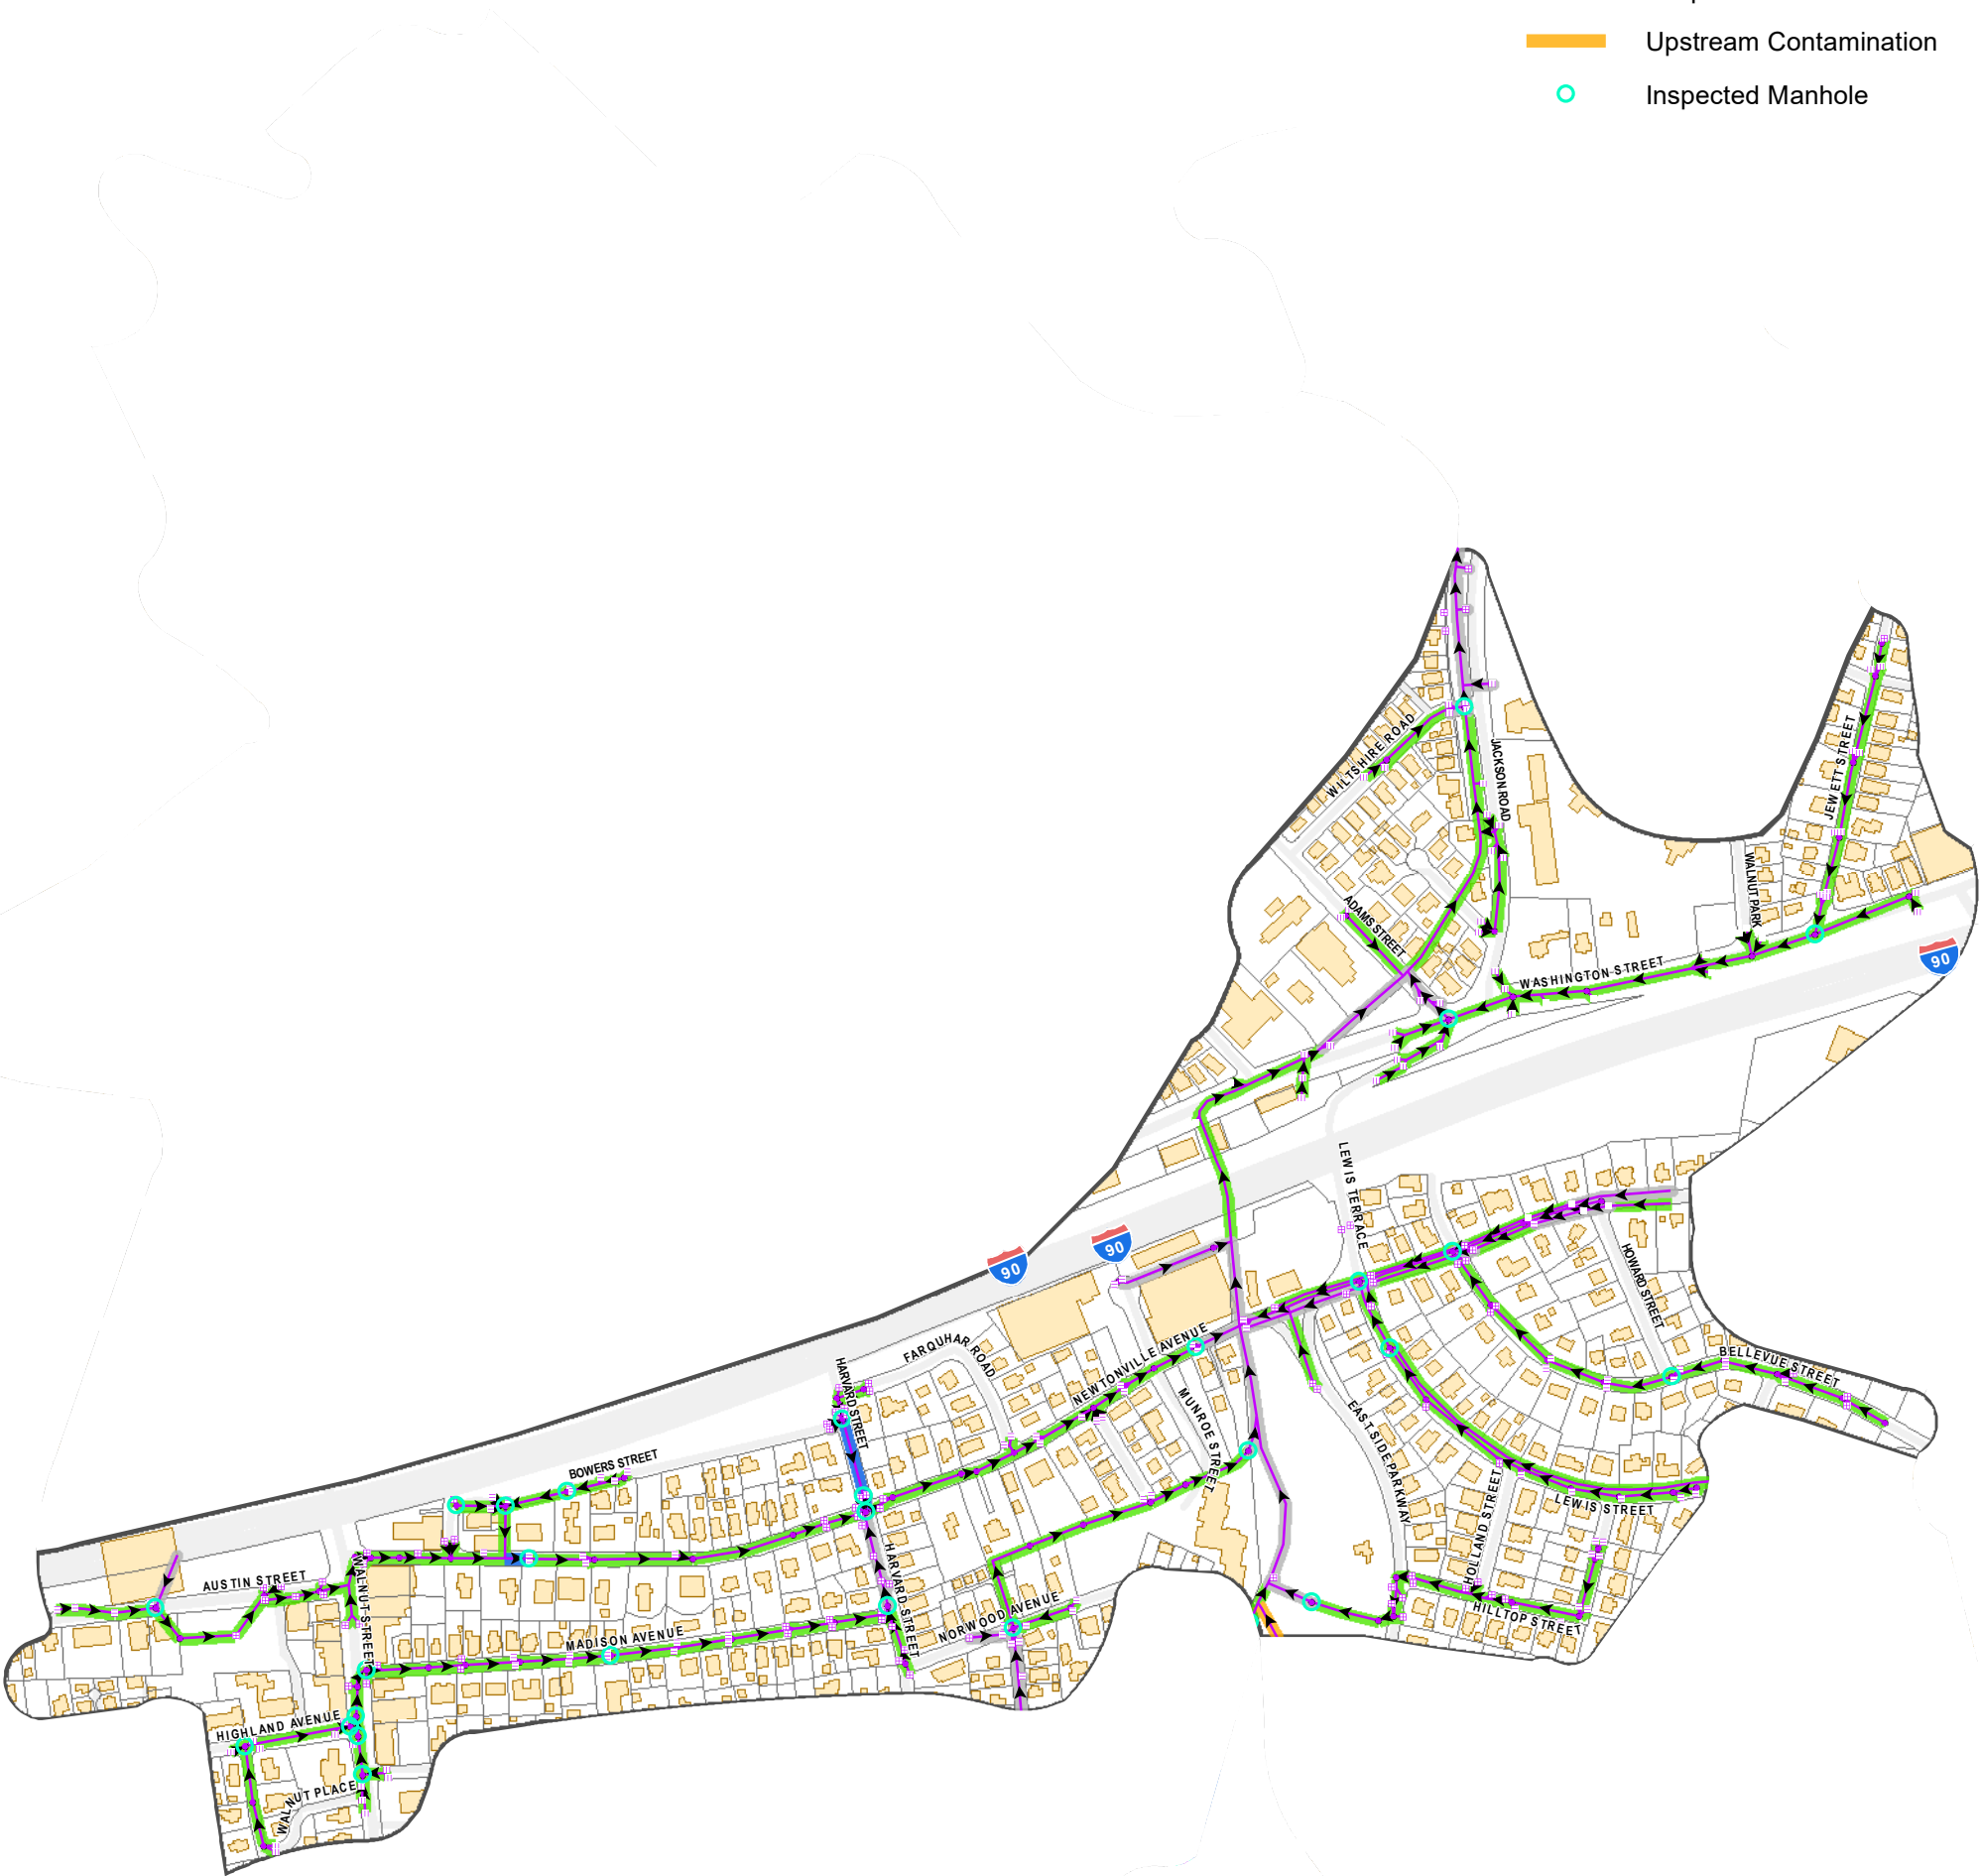 Upstream Contamination
Inspected Manhole
WILTSHIRE ROAD
JACKSON ROAD
JEWETT STREET
WALNUT PARK
ADAMS STREET
WASHINGTON STREET
90
LEWIS TERRACE
90
90
HOWARD STREET
FARQUHAR ROAD
HARVARD STREET
NEWTONVILLE AVENUE
BELLEVUE STREET
MUNROE STREET
EAST SIDE PARKWAY
BOWERS STREET
HOLLAND STREET
LEWIS STREET
AUSTIN STREET
WALNUT STREET
HARVARD STREET
NORWOOD AVENUE
HILLTOP STREET
MADISON AVENUE
HIGHLAND AVENUE
WALNUT PLACE